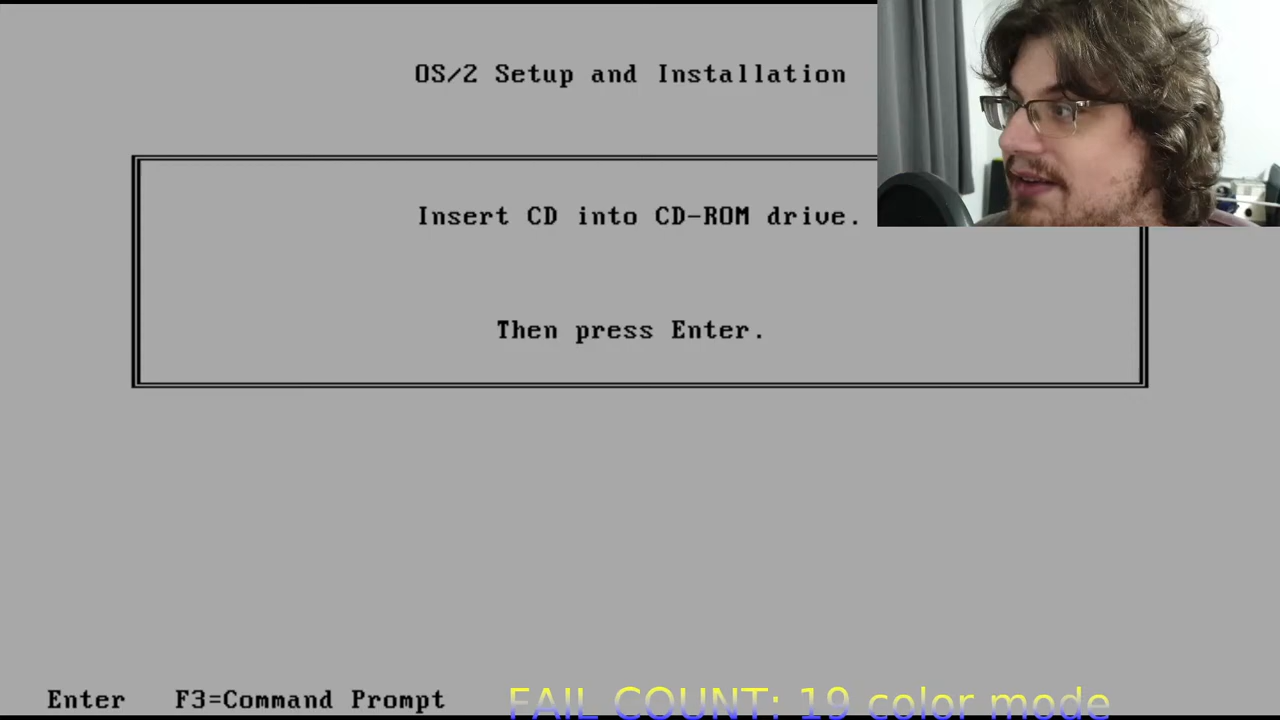 OS/2 Setup and Installation
Insert CD into CD-ROM drive.
Then press Enter.
Enter   F3=Command Prompt
FAIL COUNT: 19 color mode